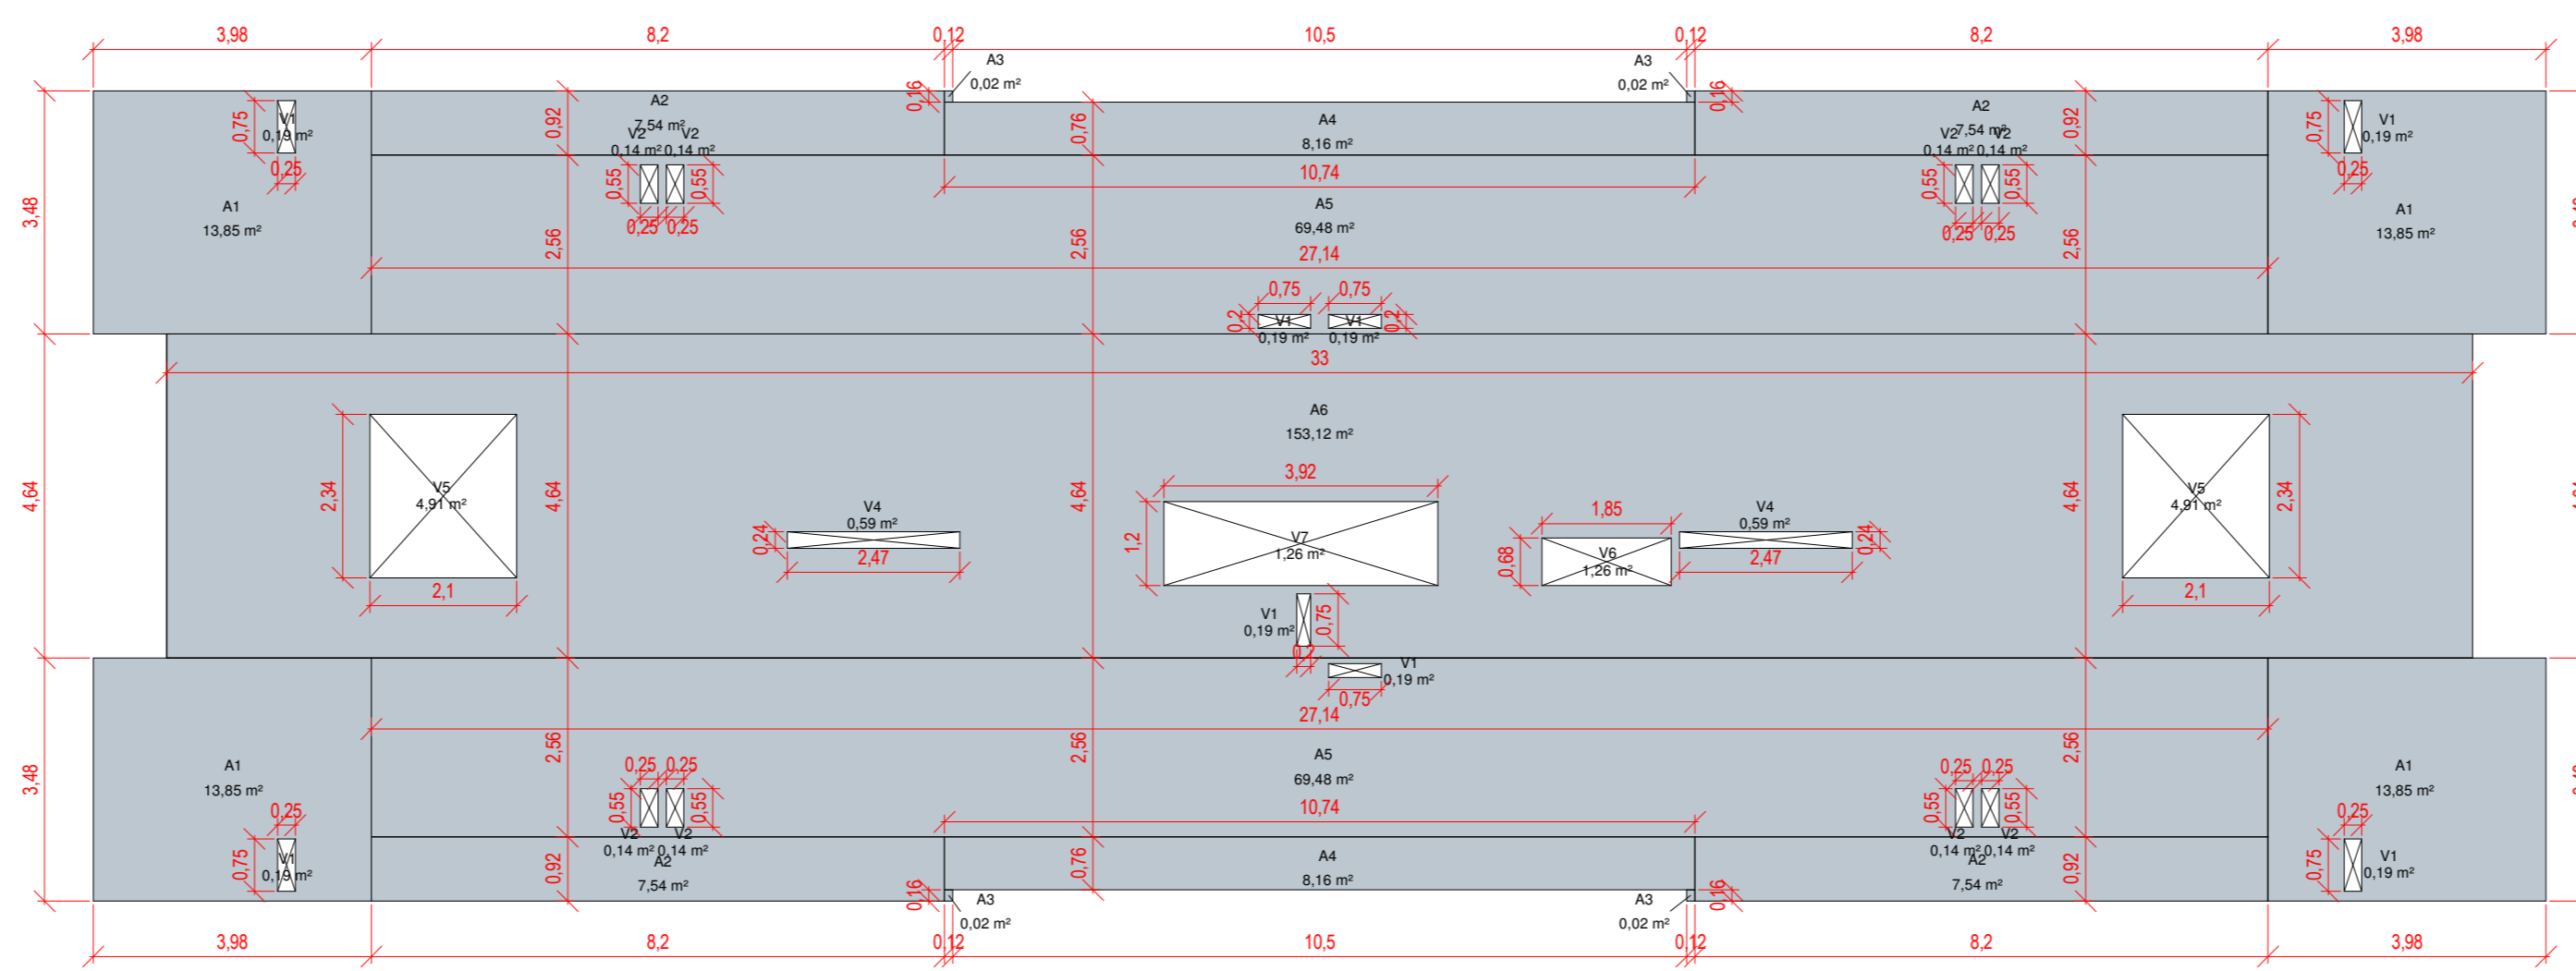 3,98
8,2
0,12
10,5
0,12
8,2
3,98
A3
0,02 m²
A3
0,02 m²
0,16
0,16
A2
7,54 m²
A2
7,54 m²
0,92
0,76
0,92
A4
8,16 m²
V1
0,19 m²
0,75
0,25
V2
0,14 m²
V2
0,14 m²
V2
0,14 m²
V2
0,14 m²
V1
0,19 m²
0,75
0,25
10,74
0,55
0,55
0,25
0,25
0,55
0,55
0,25
0,25
3,48
A1
13,85 m²
A5
69,48 m²
A1
13,85 m²
2,56
2,56
2,56
27,14
0,75
0,75
0,2
0,2
V1
0,19 m²
V1
0,19 m²
33
A6
153,12 m²
4,64
2,34
V5
4,91 m²
2,1
4,64
V4
0,59 m²
0,24
2,47
4,64
3,92
1,2
V7
1,26 m²
1,85
0,68
V6
1,26 m²
V4
0,59 m²
0,24
2,47
4,64
V5
4,91 m²
2,34
2,1
V1
0,19 m²
0,75
0,2
V1
0,19 m²
0,75
27,14
3,48
A1
13,85 m²
2,56
2,56
A5
69,48 m²
2,56
A1
13,85 m²
0,25
0,25
0,55
0,55
10,74
0,25
0,25
0,55
0,55
0,25
0,75
V1
0,19 m²
V2
0,14 m²
V2
0,14 m²
A2
7,54 m²
0,92
0,76
A4
8,16 m²
V2
0,14 m²
V2
0,14 m²
A2
7,54 m²
0,92
0,25
0,75
V1
0,19 m²
0,16
A3
0,02 m²
A3
0,02 m²
0,16
3,98
8,2
0,12
10,5
0,12
8,2
3,98